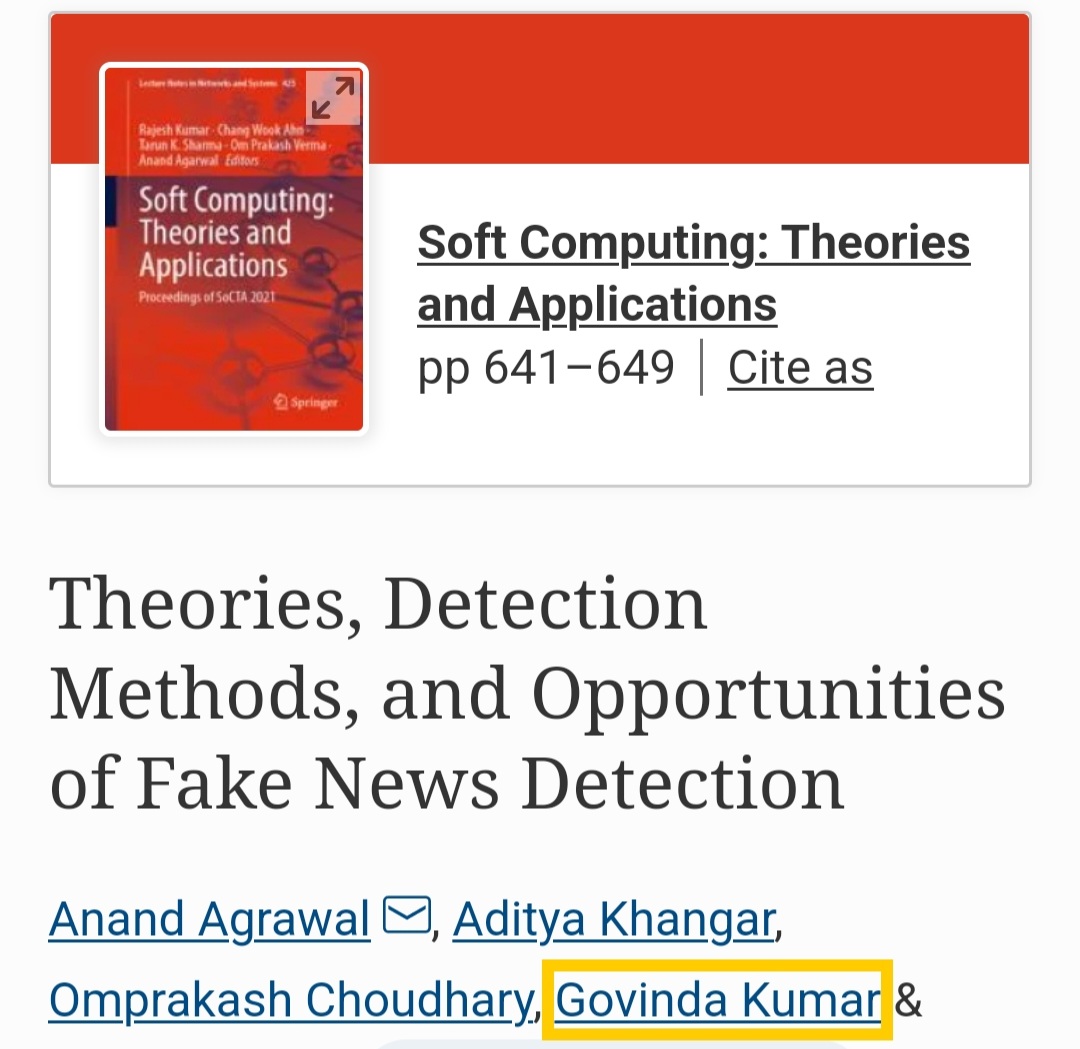 Lecture Notes in Networks and Systems 425
Rajesh Kumar · Chang Wook Ahn ·
Tarun K. Sharma · Om Prakash Verma ·
Anand Agarwal Editors
Soft Computing:
Theories and
Applications
Proceedings of SoCTA 2021
Springer
Soft Computing: Theories
and Applications
pp 641–649 | Cite as
Theories, Detection
Methods, and Opportunities
of Fake News Detection
Anand Agrawal, Aditya Khangar,
Omprakash Choudhary, Govinda Kumar &